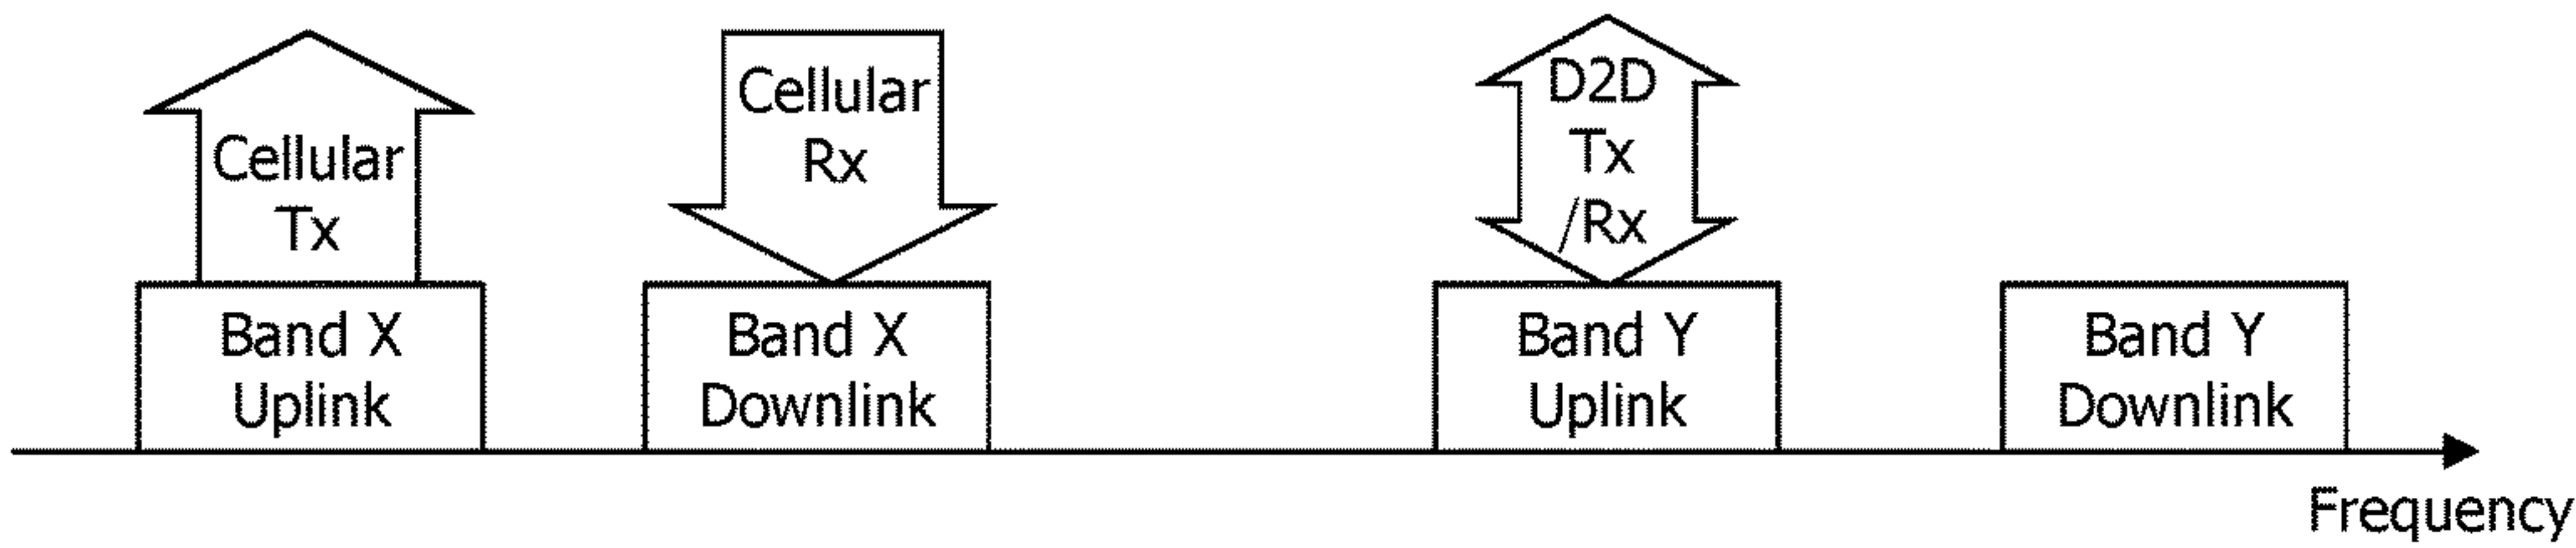 Cellular
Tx
Cellular
Rx
D2D
Tx
/Rx
Band X
Uplink
Band X
Downlink
Band Y
Uplink
Band Y
Downlink
Frequency